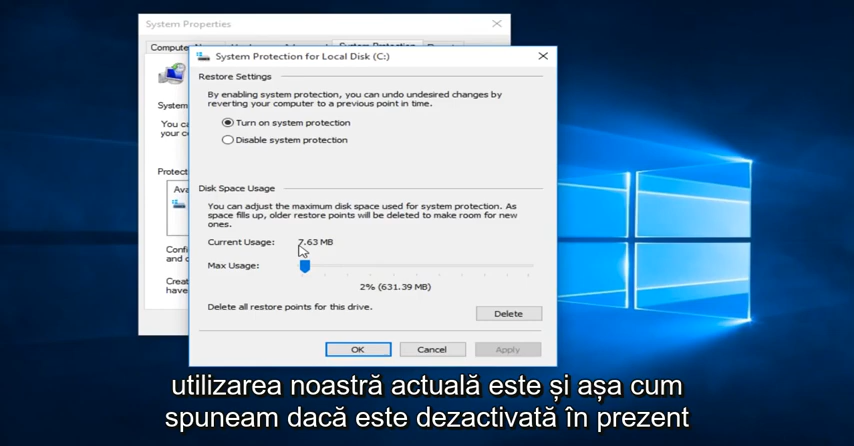 System Properties
System Protection for Local Disk (C:)
Restore Settings
By enabling system protection, you can undo undesired changes by
reverting your computer to a previous point in time.
Turn on system protection
Disable system protection
Disk Space Usage
You can adjust the maximum disk space used for system protection. As
space fills up, older restore points will be deleted to make room for new
ones.
Current Usage: 7.63 MB
Max Usage:
2% (631.39 MB)
Delete all restore points for this drive.
Delete
OK Cancel Apply
utilizarea noastră actuală este și așa cum
spuneam dacă este dezactivată în prezent